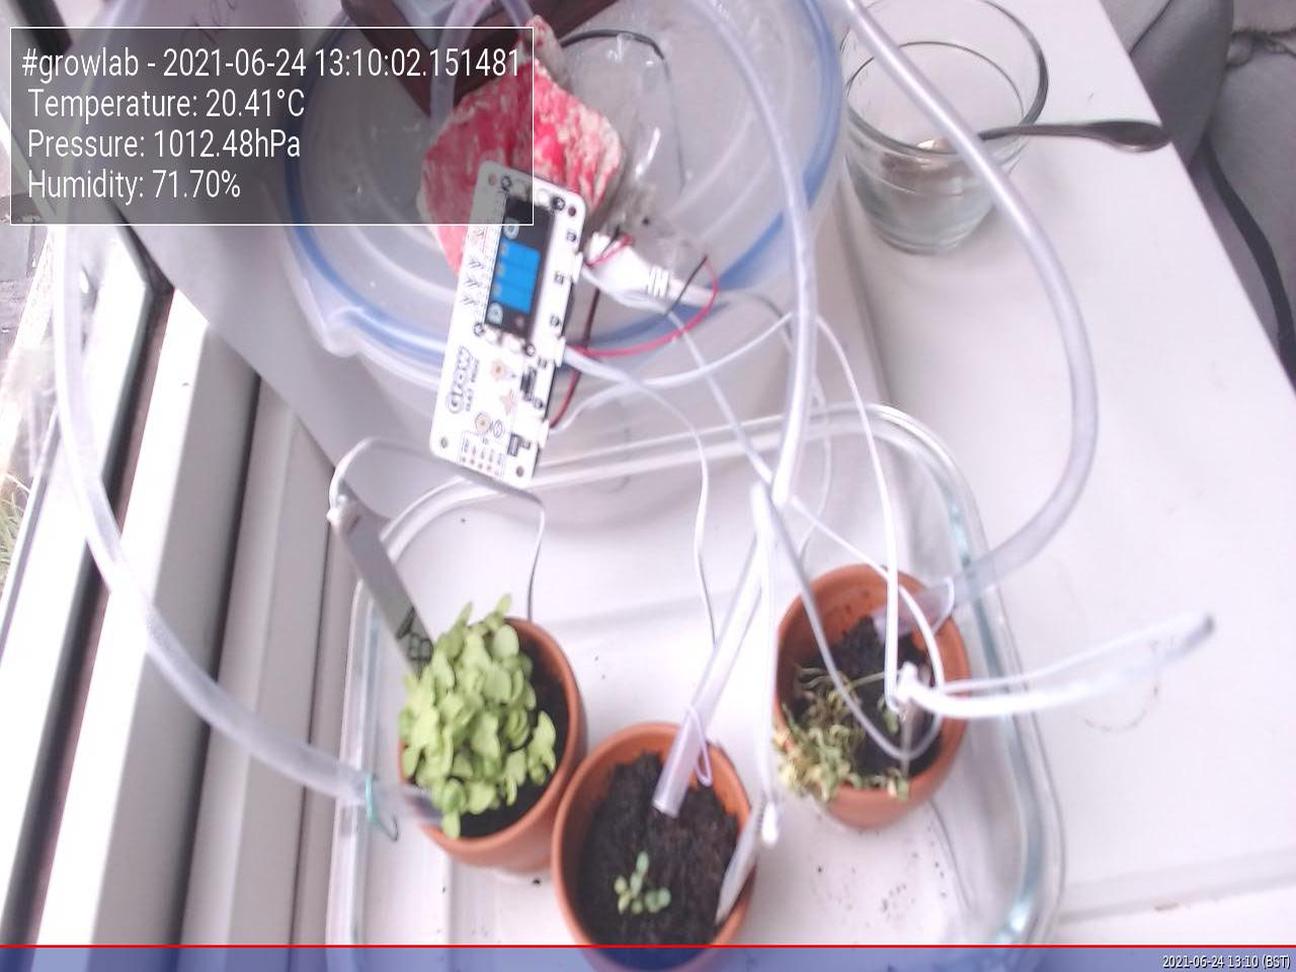 #growlab - 2021-06-24 13:10:02.151481
Temperature: 20.41°C
Pressure: 1012.48hPa
Humidity: 71.70%
GROW
2021-06-24 13:10 (BST)